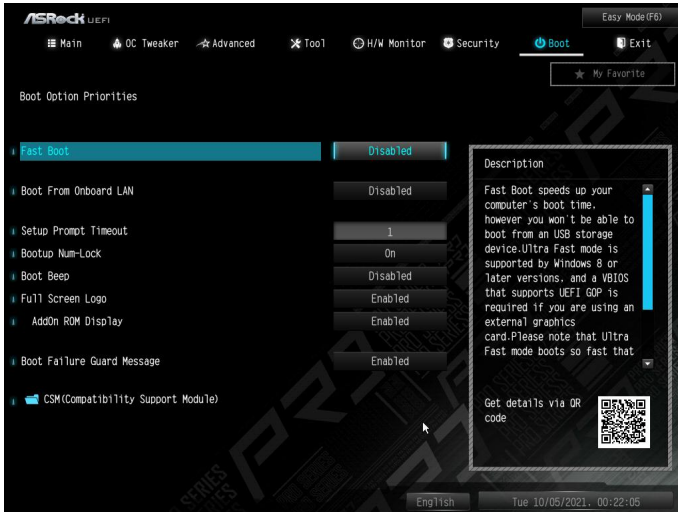 ASRock UEFI
Easy Mode(F6)
Main OC Tweaker Advanced Tool H/W Monitor Security Boot Exit
My Favorite
Boot Option Priorities
Fast Boot Disabled
Boot From Onboard LAN Disabled
Setup Prompt Timeout 1
Bootup Num-Lock On
Boot Beep Disabled
Full Screen Logo Enabled
AddOn ROM Display Enabled
Boot Failure Guard Message Enabled
CSM(Compatibility Support Module)
Description
Fast Boot speeds up your
computer's boot time.
however you won't be able to
boot from an USB storage
device.Ultra Fast mode is
supported by Windows 8 or
later versions. and a VBIOS
that supports UEFI GOP is
required if you are using an
external graphics
card.Please note that Ultra
Fast mode boots so fast that
Get details via QR
code
SERIES
English
Tue 10/05/2021. 00:22:05